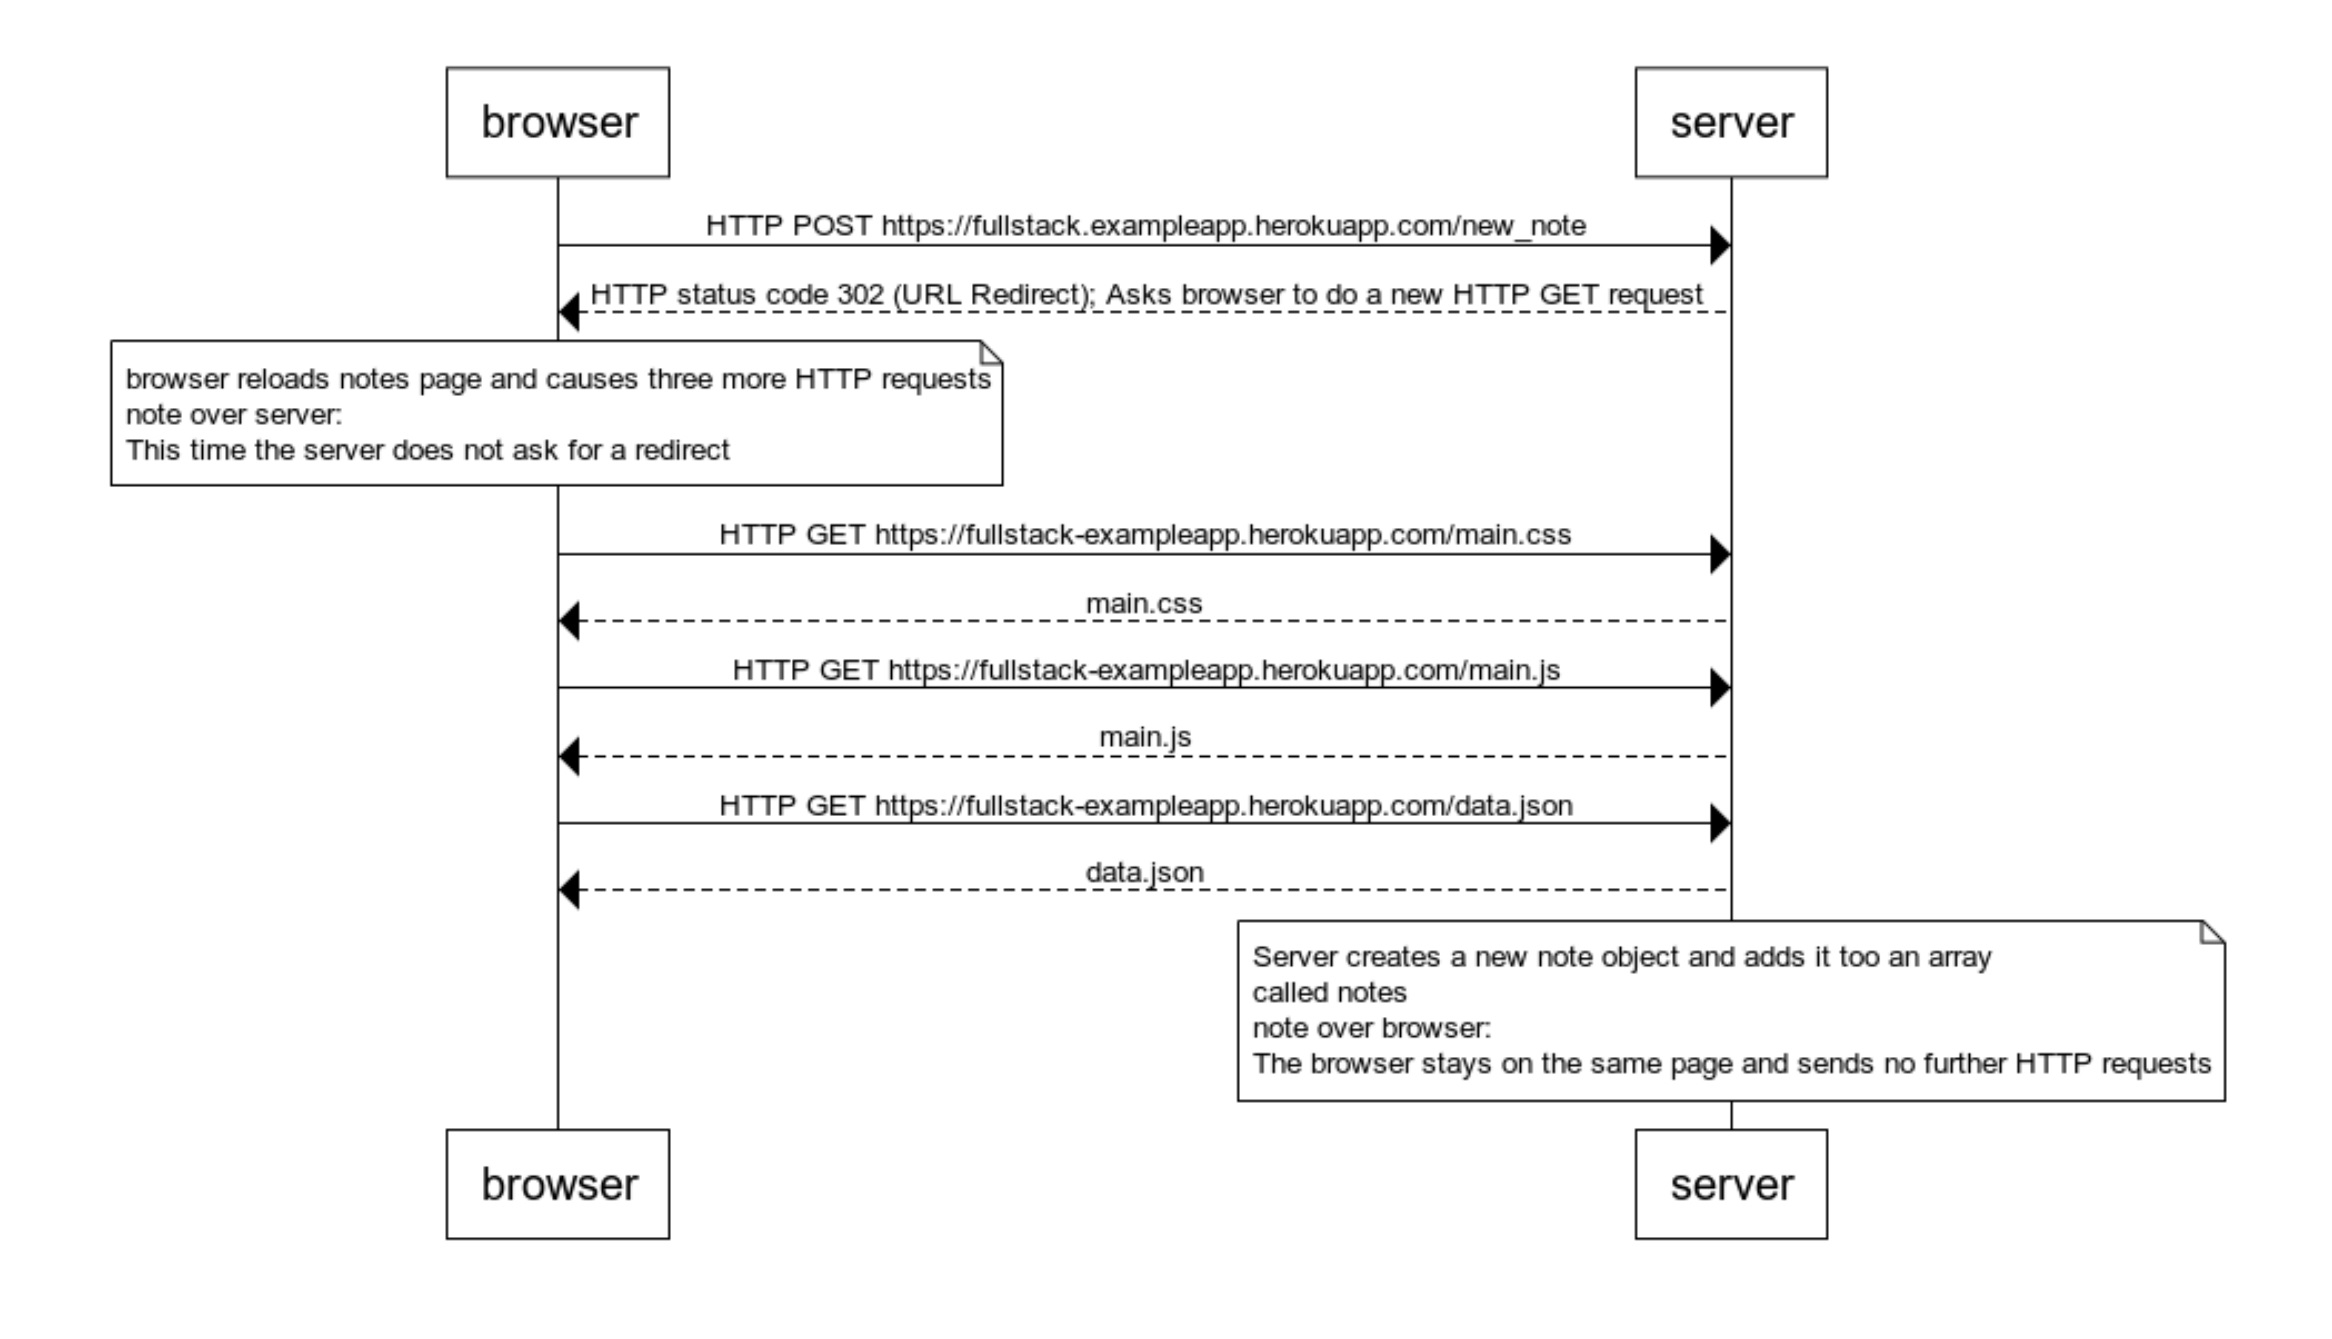 browser
server
HTTP POST https://fullstack.exampleapp.herokuapp.com/new_note
HTTP status code 302 (URL Redirect); Asks browser to do a new HTTP GET request
browser reloads notes page and causes three more HTTP requests
note over server:
This time the server does not ask for a redirect
HTTP GET https://fullstack-exampleapp.herokuapp.com/main.css
main.css
HTTP GET https://fullstack-exampleapp.herokuapp.com/main.js
main.js
HTTP GET https://fullstack-exampleapp.herokuapp.com/data.json
data.json
Server creates a new note object and adds it too an array
called notes
note over browser:
The browser stays on the same page and sends no further HTTP requests
browser
server